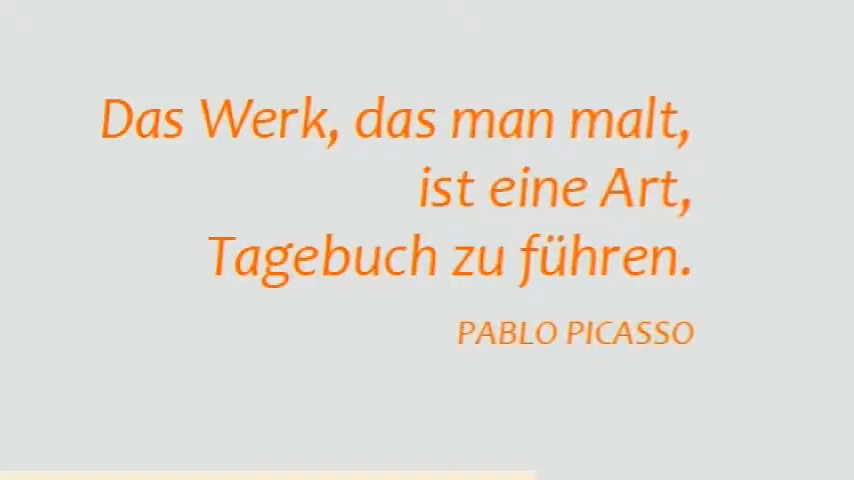 Das Werk, das man malt,
ist eine Art,
Tagebuch zu führen.
PABLO PICASSO